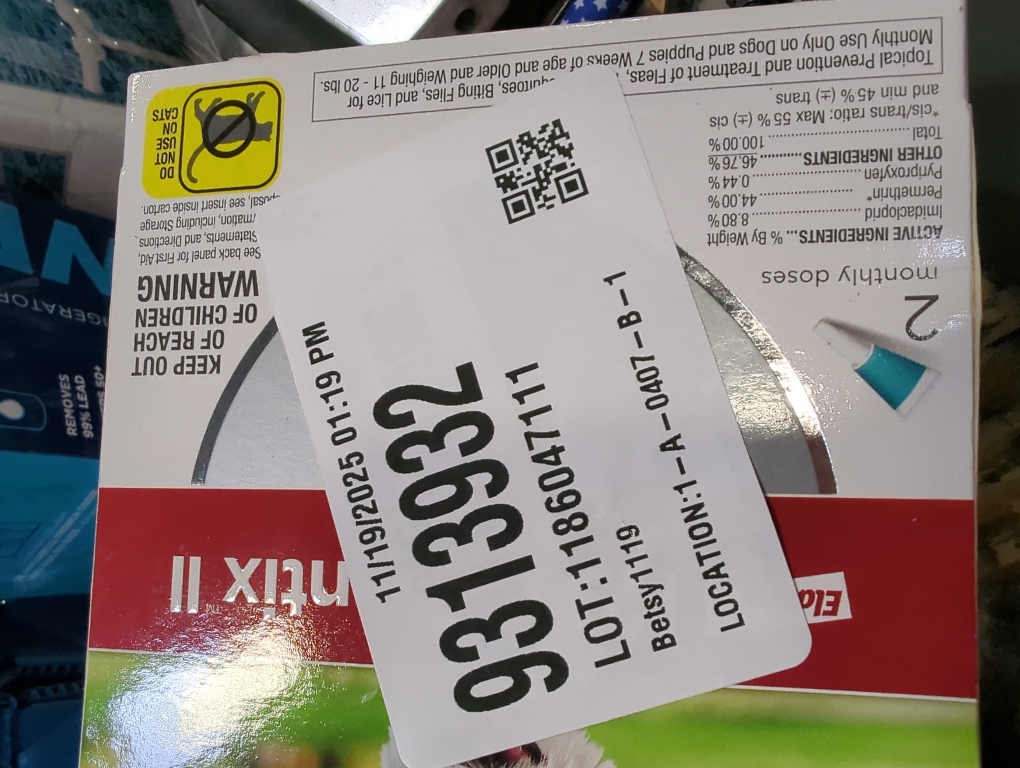 11/19/2025 01:19 PM
9313932
LOT:118604711
Betsy1119
LOCATION:1-A-0407-B-1
Elan
ntix II™
2
monthly doses
KEEP OUT
OF REACH
OF CHILDREN
WARNING
See back panel for First Aid,
Statements, and Directions
rmation, including Storage
posal, see insert inside carton.
ACTIVE INGREDIENTS.... % By Weight
Imidacloprid ..................8.80%
Permethrin* ..................44.00%
Pyriproxyfen ..................0.44%
OTHER INGREDIENTS..........46.76%
Total ..................100.00%
*cis/trans ratio: Max 55% (±) cis
and min 45% (±) trans
DO
NOT
USE
ON
CATS
Topical Prevention and Treatment of Fleas, quitoes, Biting Flies, and Lice for
Monthly Use Only on Dogs and Puppies 7 Weeks of age and Older and Weighing 11 - 20 lbs.
GERATOR
REMOVES
99% LEAD
50+